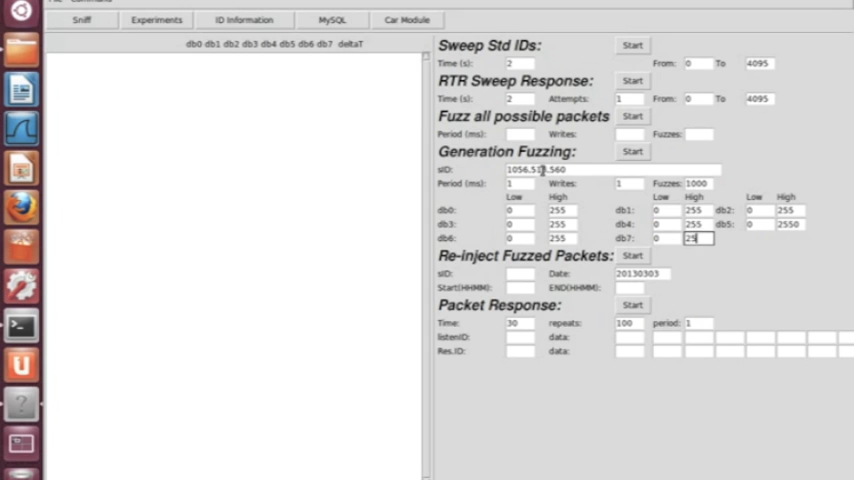 Sniff Experiments ID Information MySQL Car Module
db0 db1 db2 db3 db4 db5 db6 db7 deltaT
Sweep Std IDs: Start
Time (s): 2 From: 0 To 4095
RTR Sweep Response: Start
Time (s): 2 Attempts: 1 From: 0 To 4095
Fuzz all possible packets Start
Period (ms): Writes: Fuzzes:
Generation Fuzzing: Start
sID:
Period (ms): 1 Writes: 1 Fuzzes: 1000
Low High Low High Low High
db0: 0 255 db1: 0 255 db2: 0 255
db3: 0 255 db4: 0 255 db5: 0 2550
db6: 0 255 db7: 0 25
Re-inject Fuzzed Packets: Start
sID: Date: 20130303
Start(HHMM): END(HHMM):
Packet Response: Start
Time: 30 repeats: 100 period: 1
listenID: data:
Res.ID: data: